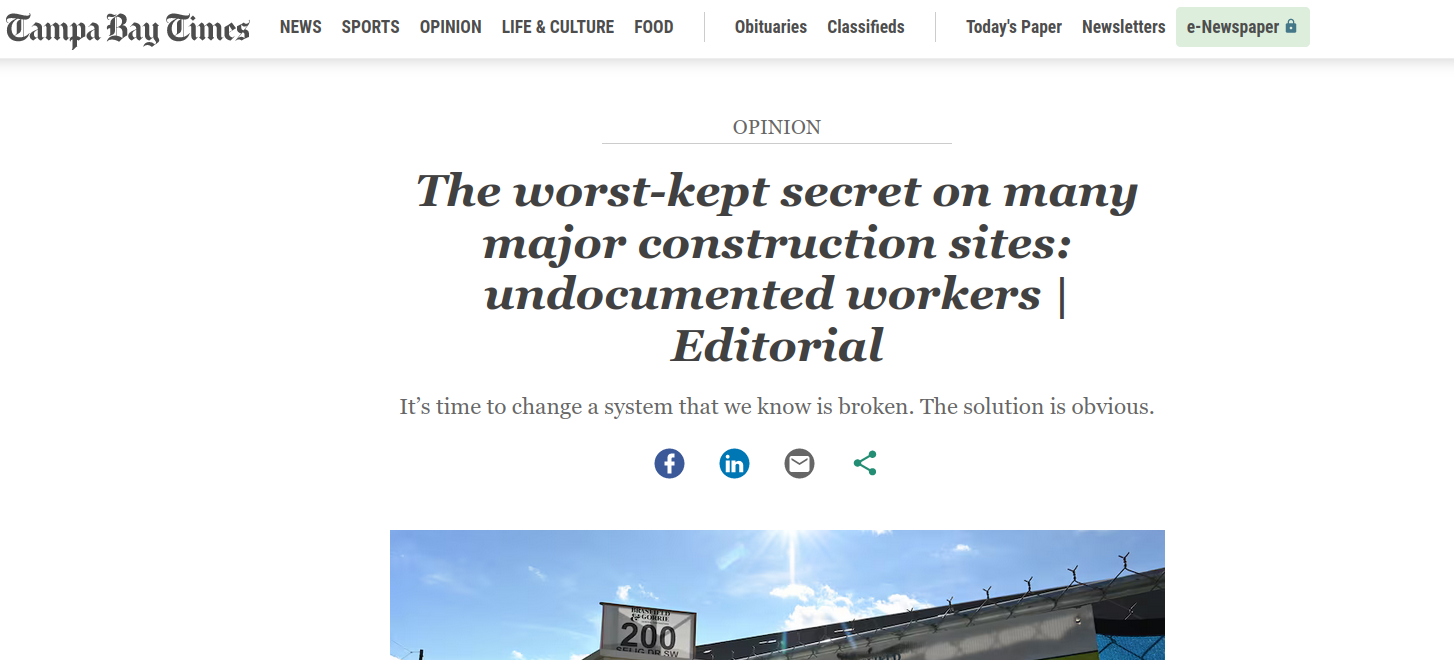 Tampa Bay Times NEWS SPORTS OPINION LIFE & CULTURE FOOD Obituaries Classifieds Today's Paper Newsletters e-Newspaper
OPINION
The worst-kept secret on many
major construction sites:
undocumented workers |
Editorial
It’s time to change a system that we know is broken. The solution is obvious.
BRASFIELD
& GORRIE
200
SELIG DR SW